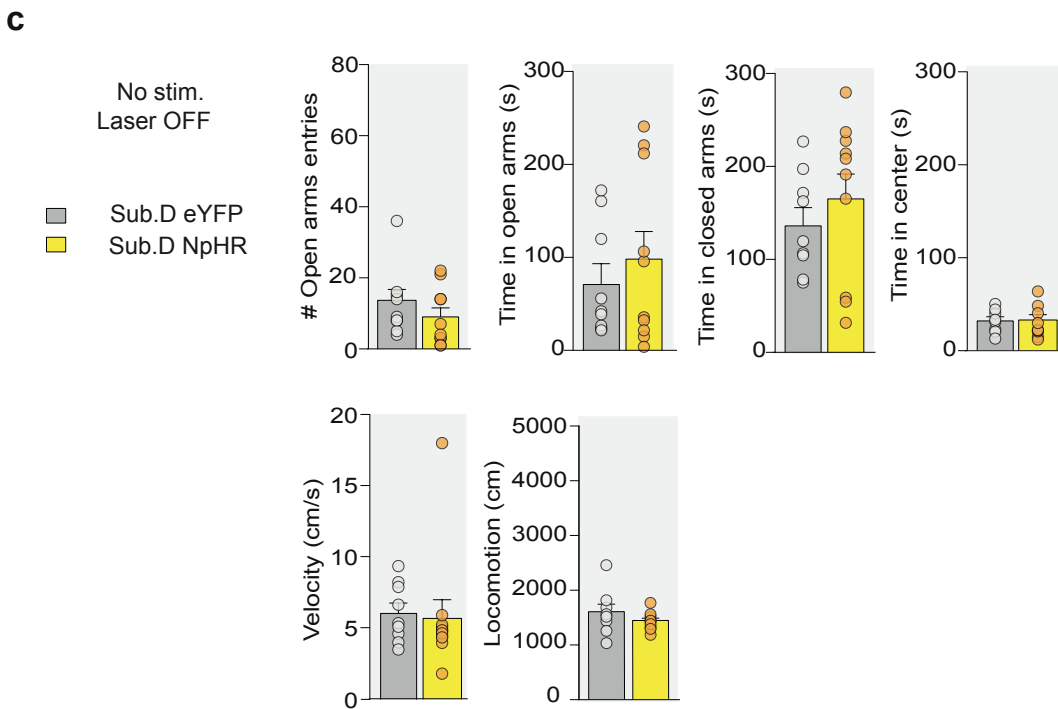 c
No stim.
Laser OFF
Sub.D eYFP
Sub.D NpHR
# Open arms entries
80
60
40
20
0
Time in open arms (s)
300
200
100
0
Time in closed arms (s)
300
200
100
0
Time in center (s)
300
200
100
0
Velocity (cm/s)
20
15
10
5
0
Locomotion (cm)
5000
4000
3000
2000
1000
0